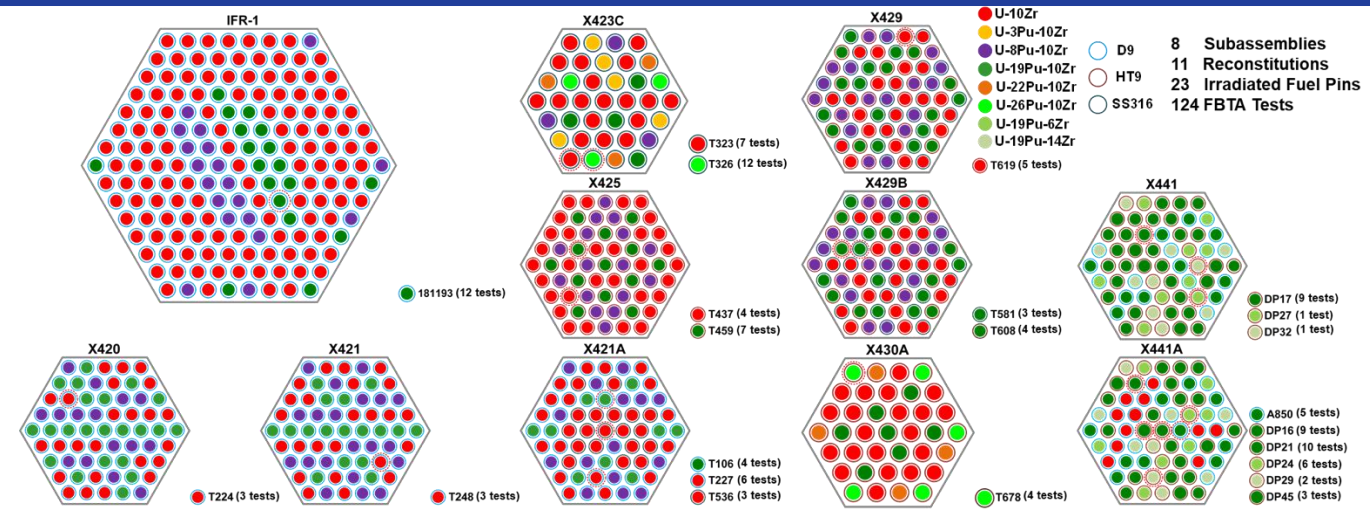 IFR-1
X423C
X429
U-10Zr
U-3Pu-10Zr
U-8Pu-10Zr
U-19Pu-10Zr
U-22Pu-10Zr
U-26Pu-10Zr
U-19Pu-6Zr
U-19Pu-14Zr
D9
HT9
SS316
8 Subassemblies
11 Reconstitutions
23 Irradiated Fuel Pins
124 FBTA Tests
T323 (7 tests)
T326 (12 tests)
T619 (5 tests)
X425
X429B
X441
181193 (12 tests)
T437 (4 tests)
T459 (7 tests)
T581 (3 tests)
T608 (4 tests)
DP17 (9 tests)
DP27 (1 test)
DP32 (1 test)
X420
X421
X421A
X430A
X441A
T224 (3 tests)
T248 (3 tests)
T106 (4 tests)
T227 (6 tests)
T536 (3 tests)
T678 (4 tests)
A850 (5 tests)
DP16 (9 tests)
DP21 (10 tests)
DP24 (6 tests)
DP29 (2 tests)
DP45 (3 tests)